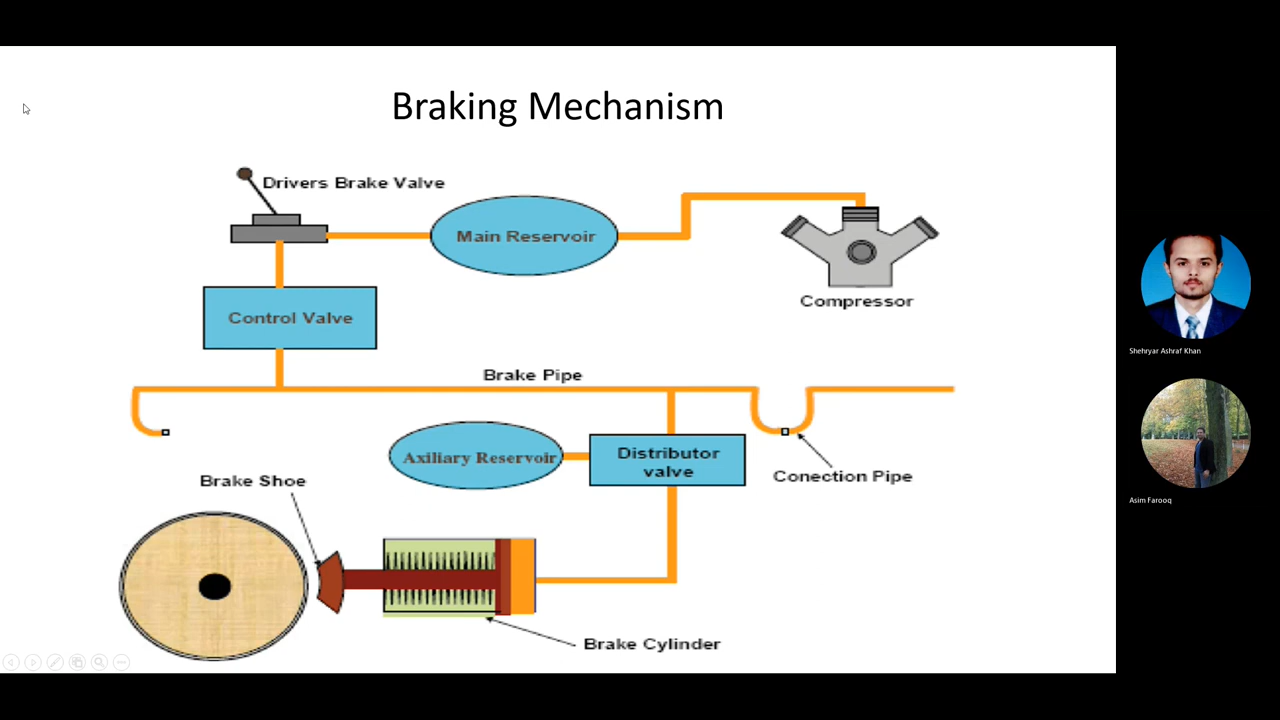 Braking Mechanism
Drivers Brake Valve
Main Reservoir
Compressor
Control Valve
Brake Pipe
Axiliary Reservoir
Distributor
valve
Conection Pipe
Brake Shoe
Brake Cylinder
Shehryar Ashraf Khan
Asim Farooq